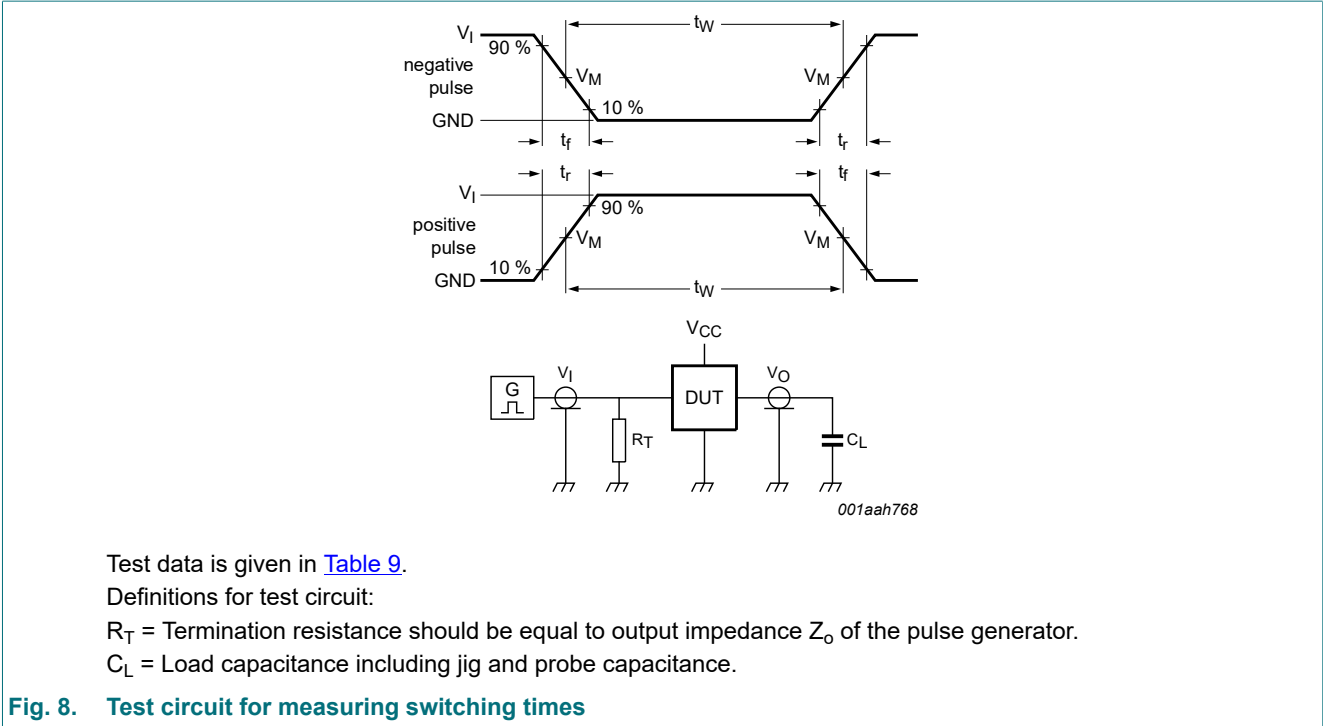 tW
VI
90 %
negative
pulse
VM
VM
10 %
GND
tf
tr
tr
tf
VI
90 %
positive
pulse
VM
VM
10 %
GND
tW
VCC
G
VI
DUT
VO
RT
CL
001aah768
Test data is given in Table 9.
Definitions for test circuit:
RT = Termination resistance should be equal to output impedance Zo of the pulse generator.
CL = Load capacitance including jig and probe capacitance.
Fig. 8. Test circuit for measuring switching times